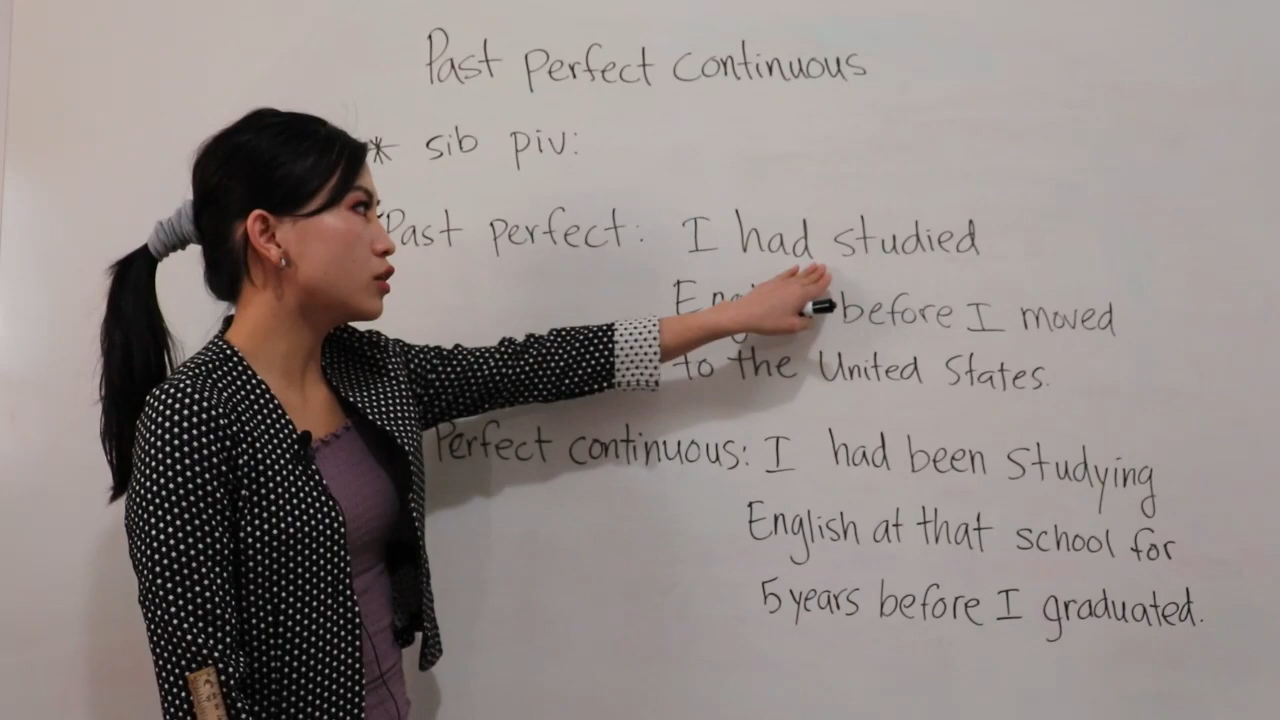 Past perfect continuous
* sib piv:
Past perfect: I had studied
before I moved
to the United States.
Perfect continuous: I had been studying
English at that school for
5 years before I graduated.